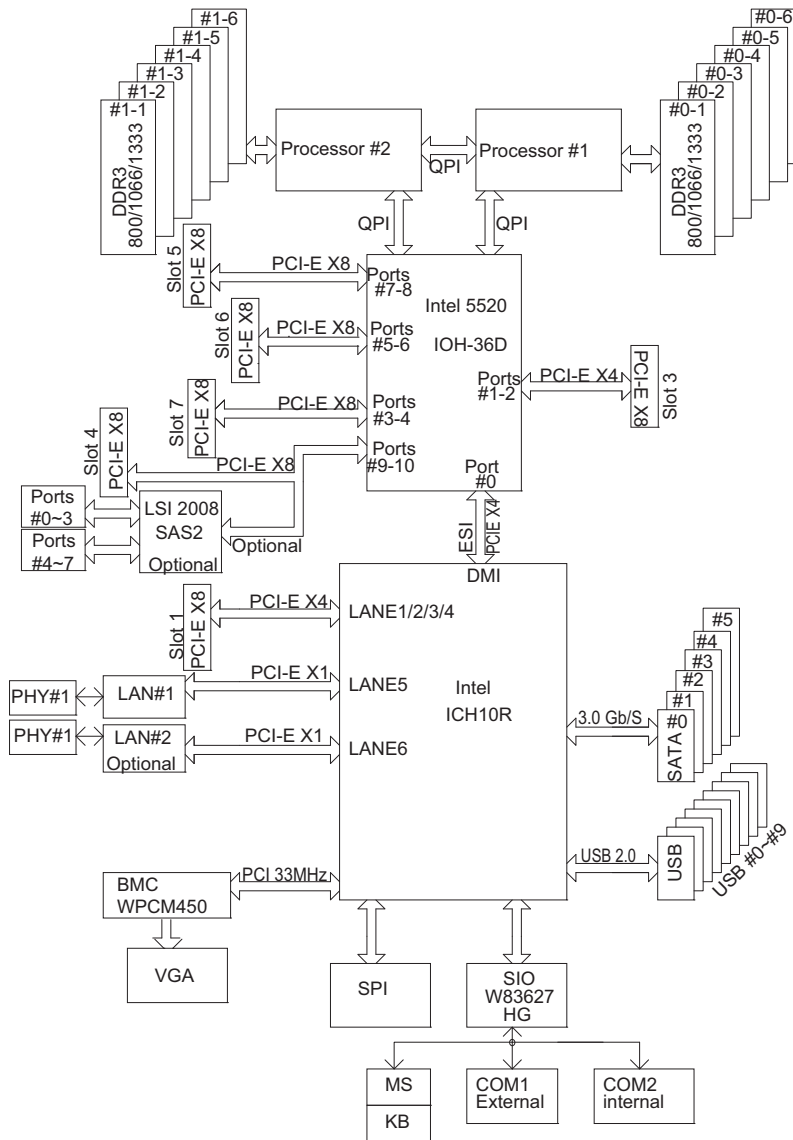 #1-6
#1-5
#1-4
#1-3
#1-2
#1-1
DDR3
800/1066/1333
#0-6
#0-5
#0-4
#0-3
#0-2
#0-1
DDR3
800/1066/1333
Processor #2
QPI
Processor #1
QPI
QPI
Slot 5
PCI-E X8
PCI-E X8
Ports
#7-8
Intel 5520
IOH-36D
Slot 6
PCI-E X8
PCI-E X8
Ports
#5-6
Ports
#1-2
PCI-E X4
PCI-E X8
Slot 3
Slot 7
PCI-E X8
PCI-E X8
Ports
#3-4
Slot 4
PCI-E X8
PCI-E X8
Ports
#9-10
Port
#0
Ports
#0~3
Ports
#4~7
LSI 2008
SAS2
Optional
Optional
ESI
PCIE X4
DMI
Slot 1
PCI-E X8
PCI-E X4
LANE1/2/3/4
PHY#1
LAN#1
PCI-E X1
LANE5
Intel
ICH10R
PHY#1
LAN#2
Optional
PCI-E X1
LANE6
3.0 Gb/S
#5
#4
#3
#2
#1
#0
SATA
USB 2.0
USB
USB #0~#9
BMC
WPCM450
PCI 33MHz
VGA
SPI
SIO
W83627
HG
MS
KB
COM1
External
COM2
internal